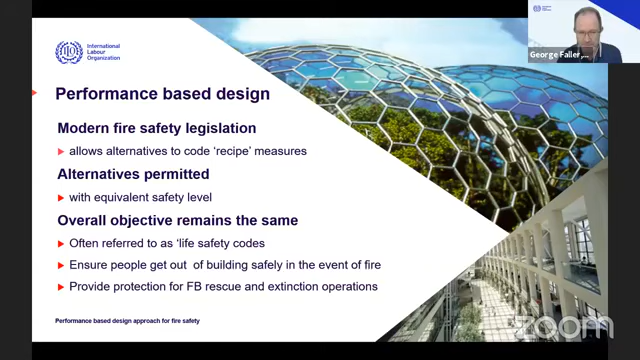 International
Labour
Organization
Performance based design
Modern fire safety legislation
allows alternatives to code ‘recipe’ measures
Alternatives permitted
with equivalent safety level
Overall objective remains the same
Often referred to as ‘life safety codes
Ensure people get out of building safely in the event of fire
Provide protection for FB rescue and extinction operations
Performance based design approach for fire safety
George Faller,...
zoom